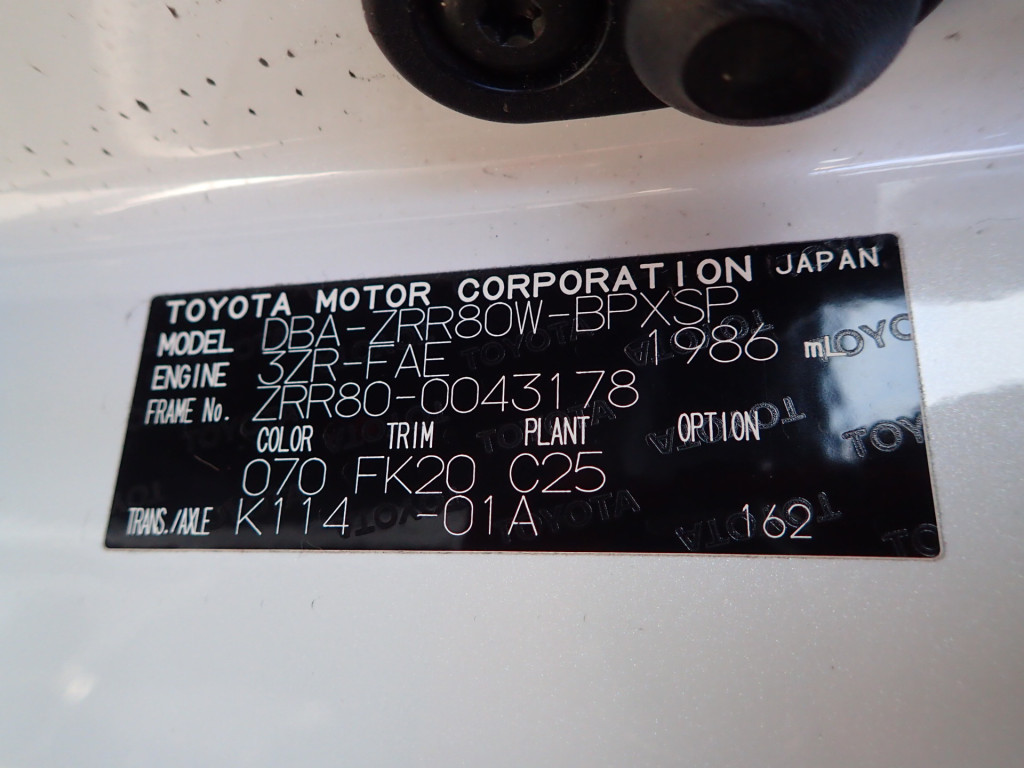 TOYOTA MOTOR CORPORATION JAPAN
MODEL DBA-ZRR80W-BPXSP
ENGINE 3ZR-FAE 1986 mL
FRAME No. ZRR80-0043178
COLOR TRIM PLANT OPTION
070 FK20 C25
TRANS./AXLE K114 -01A 162